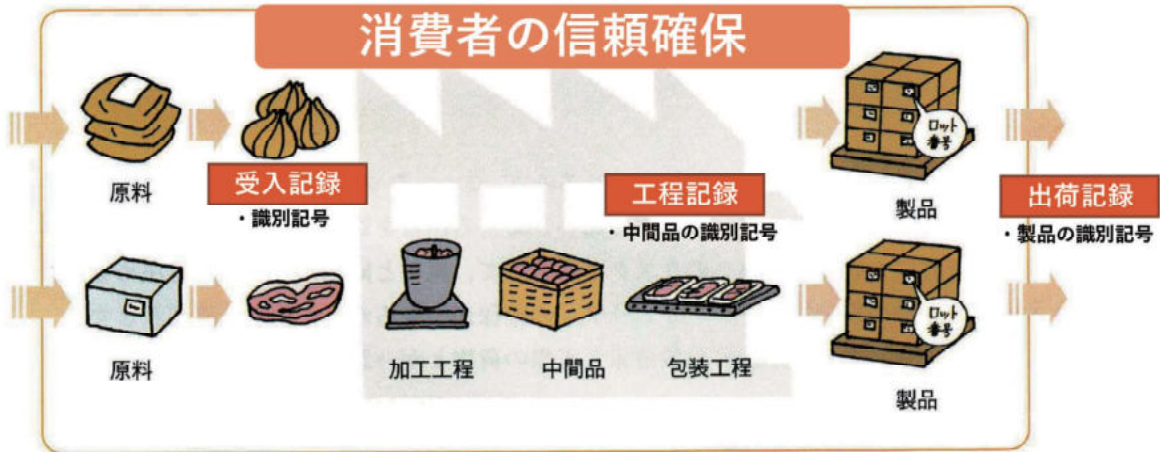 消費者の信頼確保
ロット
番号
原料
受入記録
・識別記号
工程記録
・中間品の識別記号
製品
出荷記録
・製品の識別記号
ロット
番号
原料
加工工程
中間品
包装工程
製品